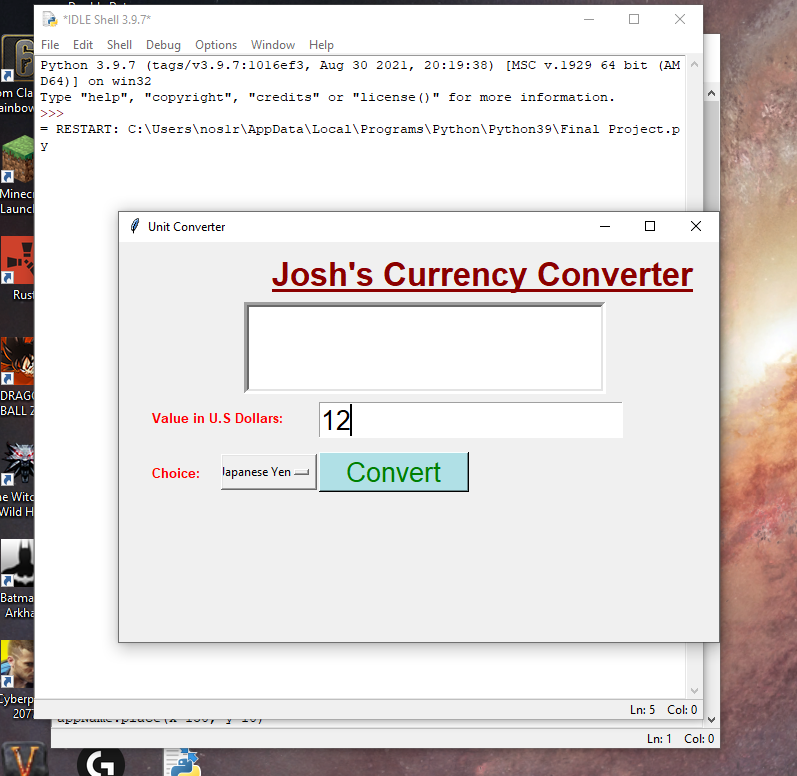 *IDLE Shell 3.9.7*
File Edit Shell Debug Options Window Help
Python 3.9.7 (tags/v3.9.7:1016ef3, Aug 30 2021, 20:19:38) [MSC v.1929 64 bit (AM
D64)] on win32
Type "help", "copyright", "credits" or "license()" for more information.
>>>
= RESTART: C:\Users\nos1r\AppData\Local\Programs\Python\Python39\Final Project.p
y
Unit Converter
Josh's Currency Converter
Value in U.S Dollars:
12
Choice:
Japanese Yen
Convert
Ln: 5 Col: 0
Ln: 1 Col: 0
om Cla
ainbow
Minec
Launch
Rust
DRAG
BALL Z
he Witc
Wild H
Batma
Arkha
Cyberp
207